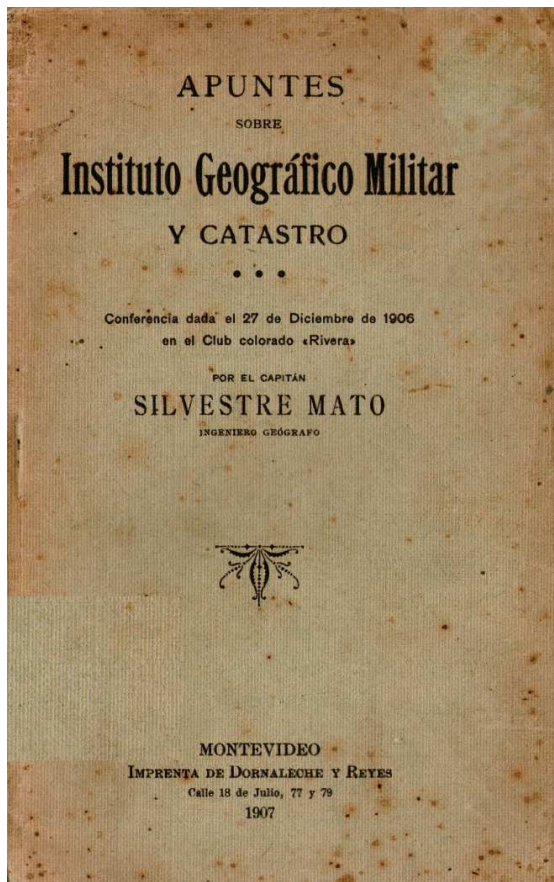 APUNTES
SOBRE
Instituto Geográfico Militar
Y CATASTRO
Conferencia dada el 27 de Diciembre de 1906
en el Club colorado «Rivera»
POR EL CAPITÁN
SILVESTRE MATO
INGENIERO GEÓGRAFO
MONTEVIDEO
IMPRENTA DE DORNALECHE Y REYES
Calle 18 de Julio, 77 y 79
1907